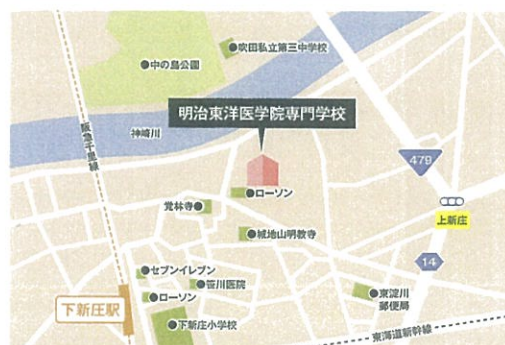 中の島公園
吹田私立第三中学校
明治東洋医学院専門学校
神崎川
阪急千里線
479
ローソン
覚林寺
上新庄
城地山明教寺
14
セブンイレブン
笹川医院
ローソン
東淀川
郵便局
下新庄駅
下新庄小学校
東海道新幹線